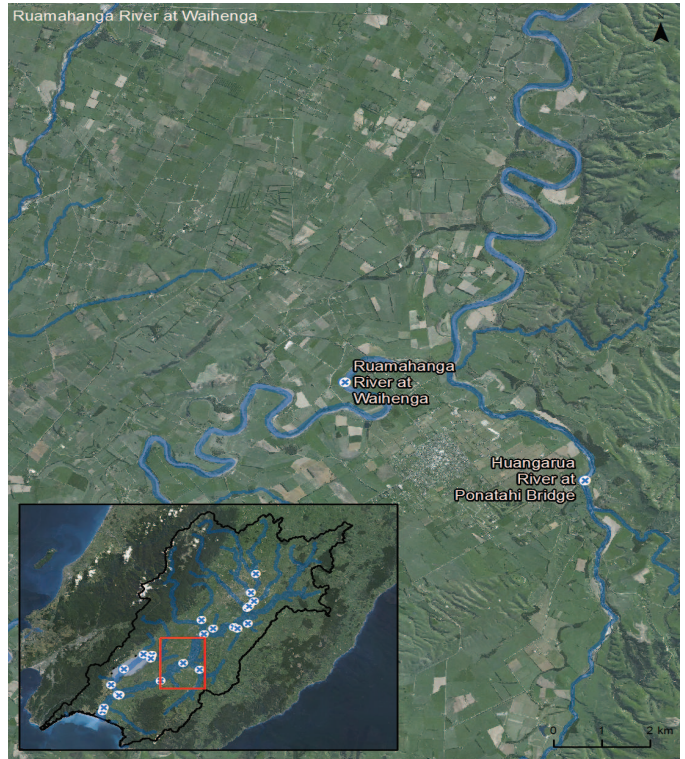 Ruamahanga River at Waihenga
Ruamahanga
River at
Waihenga
Huangarua
River at
Ponatahi Bridge
0 1 2 km